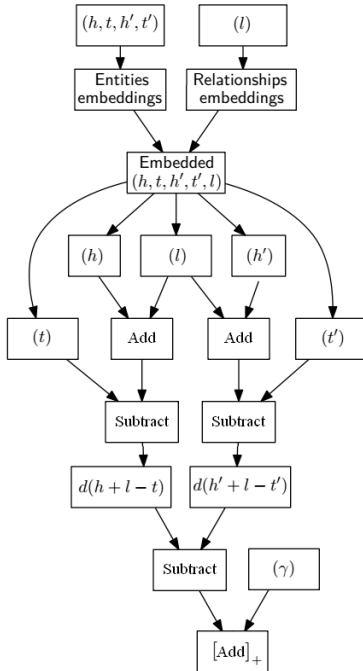 (h, t, h′, t′)
(l)
Entities
embeddings
Relationships
embeddings
Embedded
(h, t, h′, t′, l)
(h)
(l)
(h′)
(t)
Add
Add
(t′)
Subtract
Subtract
d(h + l − t)
d(h′ + l − t′)
Subtract
(γ)
[Add]₊